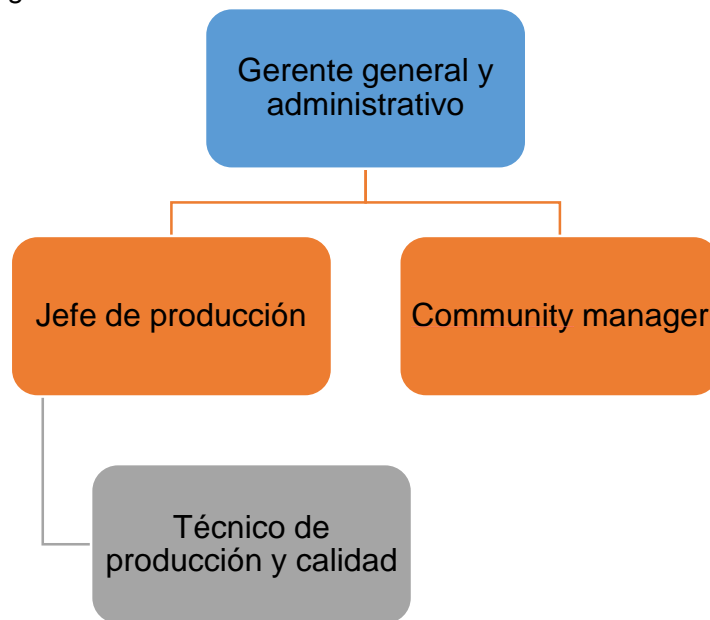 g
Gerente general y
administrativo
Jefe de producción
Community manager
Técnico de
producción y calidad